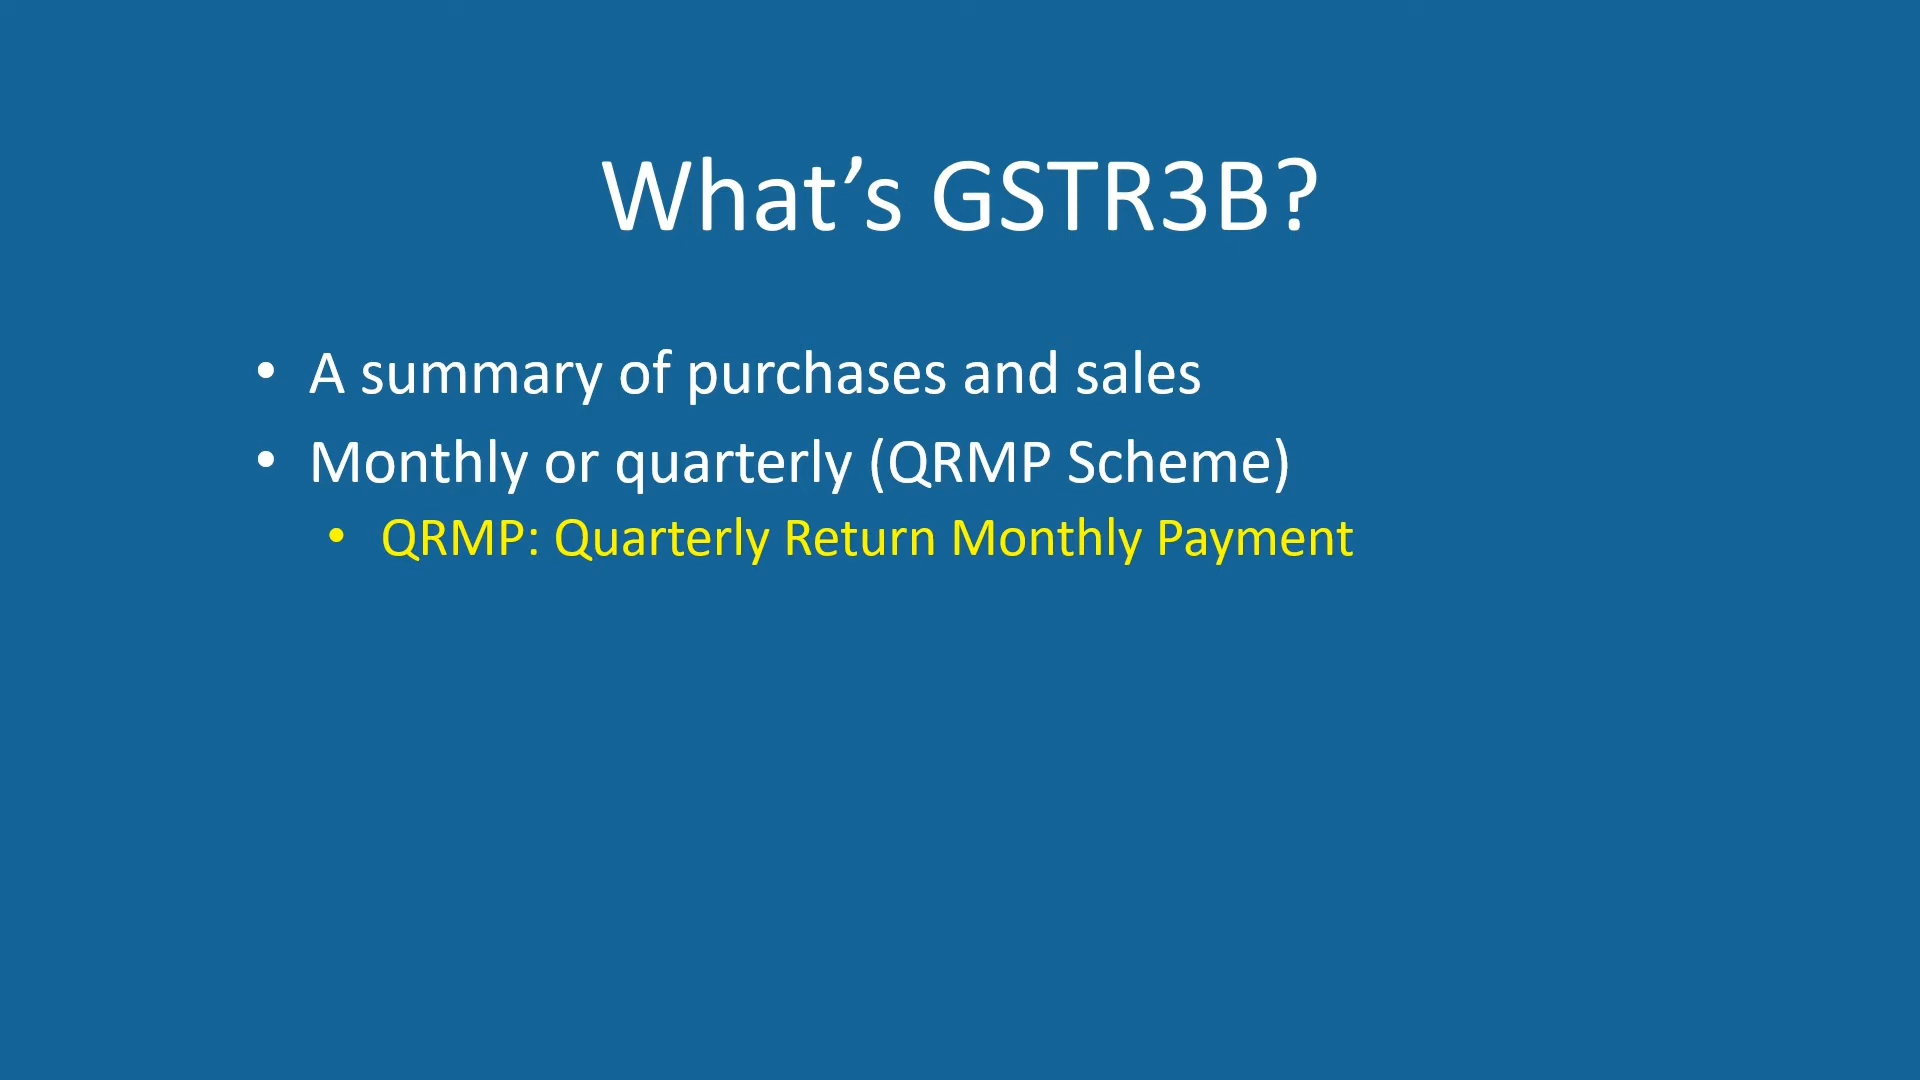 What’s GSTR3B?
• A summary of purchases and sales
• Monthly or quarterly (QRMP Scheme)
• QRMP: Quarterly Return Monthly Payment